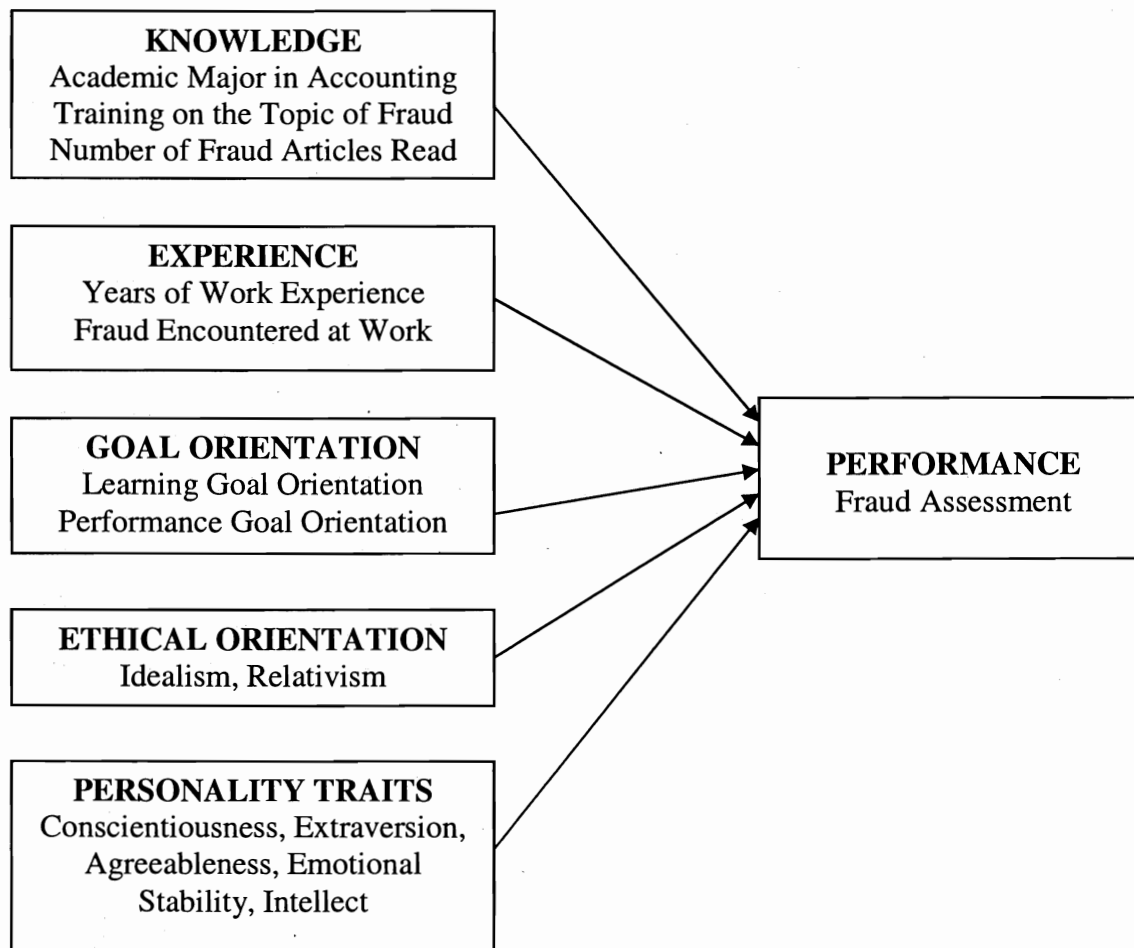 KNOWLEDGE
Academic Major in Accounting
Training on the Topic of Fraud
Number of Fraud Articles Read
EXPERIENCE
Years of Work Experience
Fraud Encountered at Work
GOAL ORIENTATION
Learning Goal Orientation
Performance Goal Orientation
ETHICAL ORIENTATION
Idealism, Relativism
PERSONALITY TRAITS
Conscientiousness, Extraversion,
Agreeableness, Emotional
Stability, Intellect
PERFORMANCE
Fraud Assessment